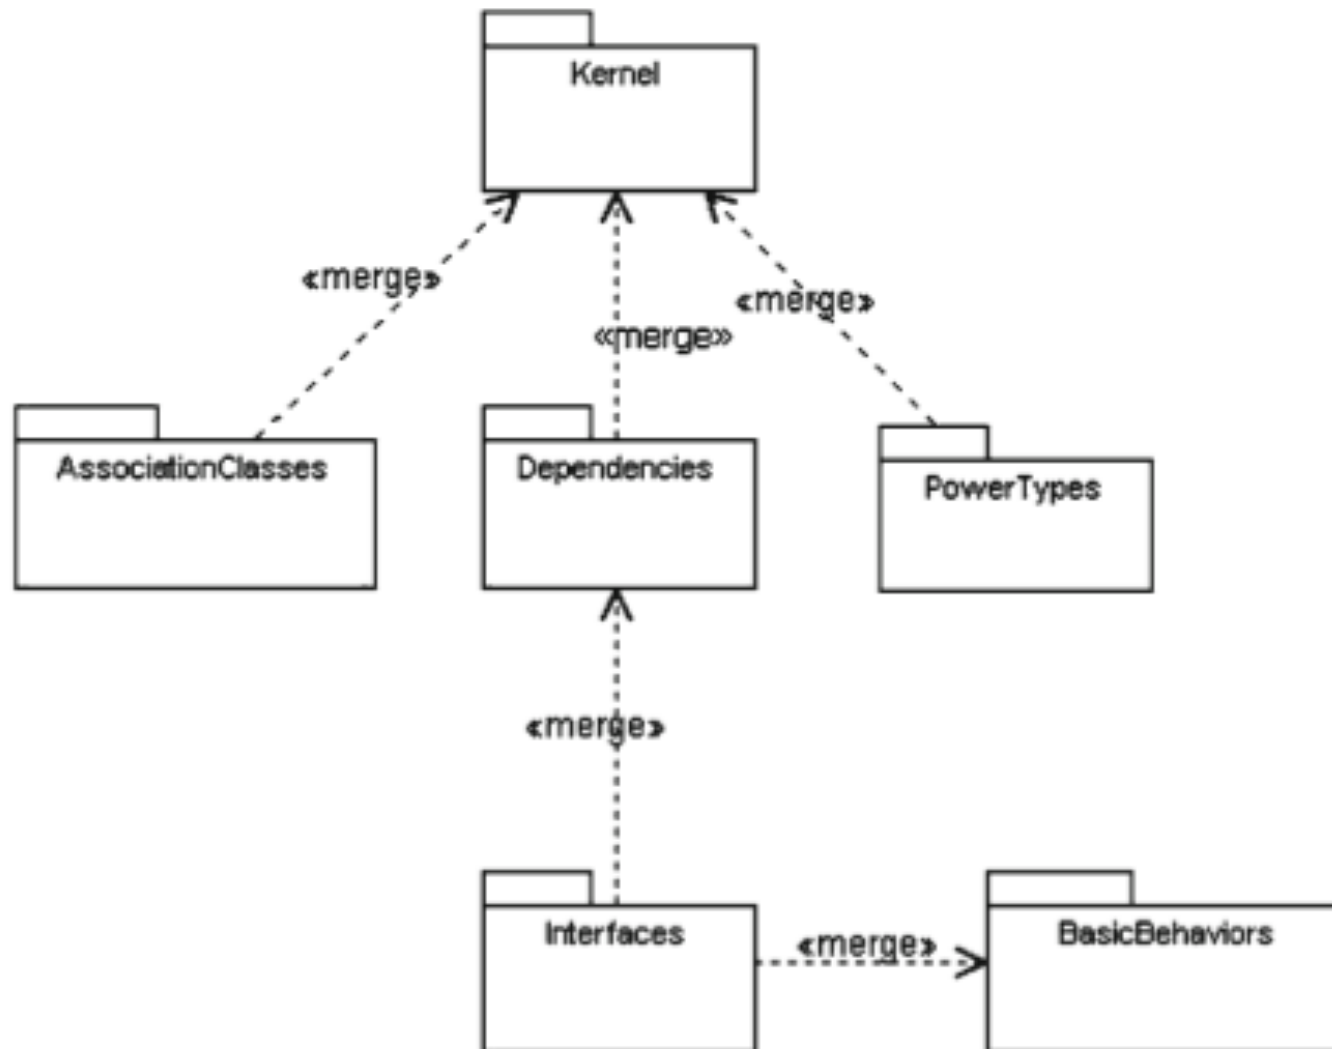 Kernel
«merge»
«merge»
«merge»
AssociationClasses
Dependencies
PowerTypes
«merge»
Interfaces
«merge»
BasicBehaviors